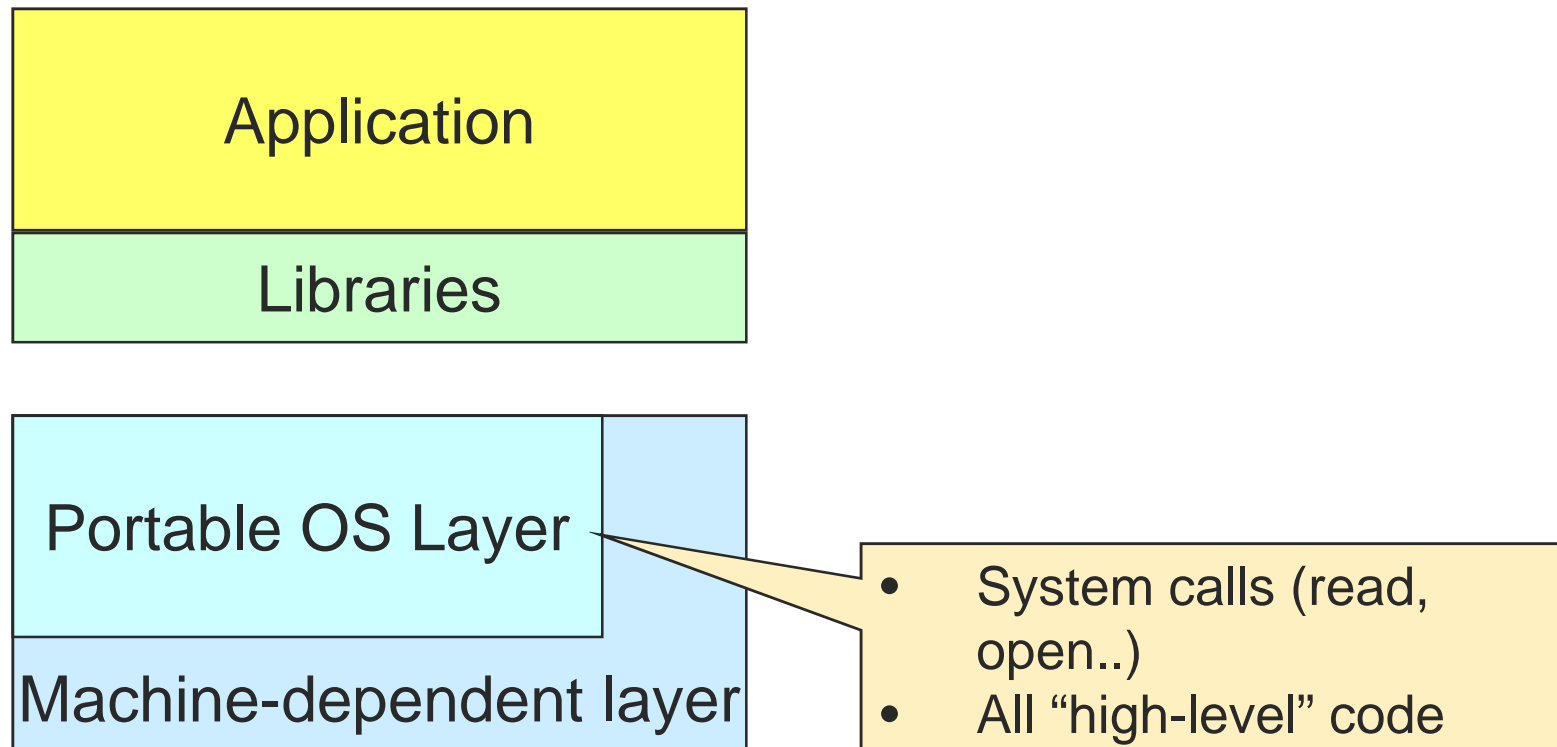 Application
Libraries
Portable OS Layer
Machine-dependent layer
• System calls (read,
open..)
• All “high-level” code